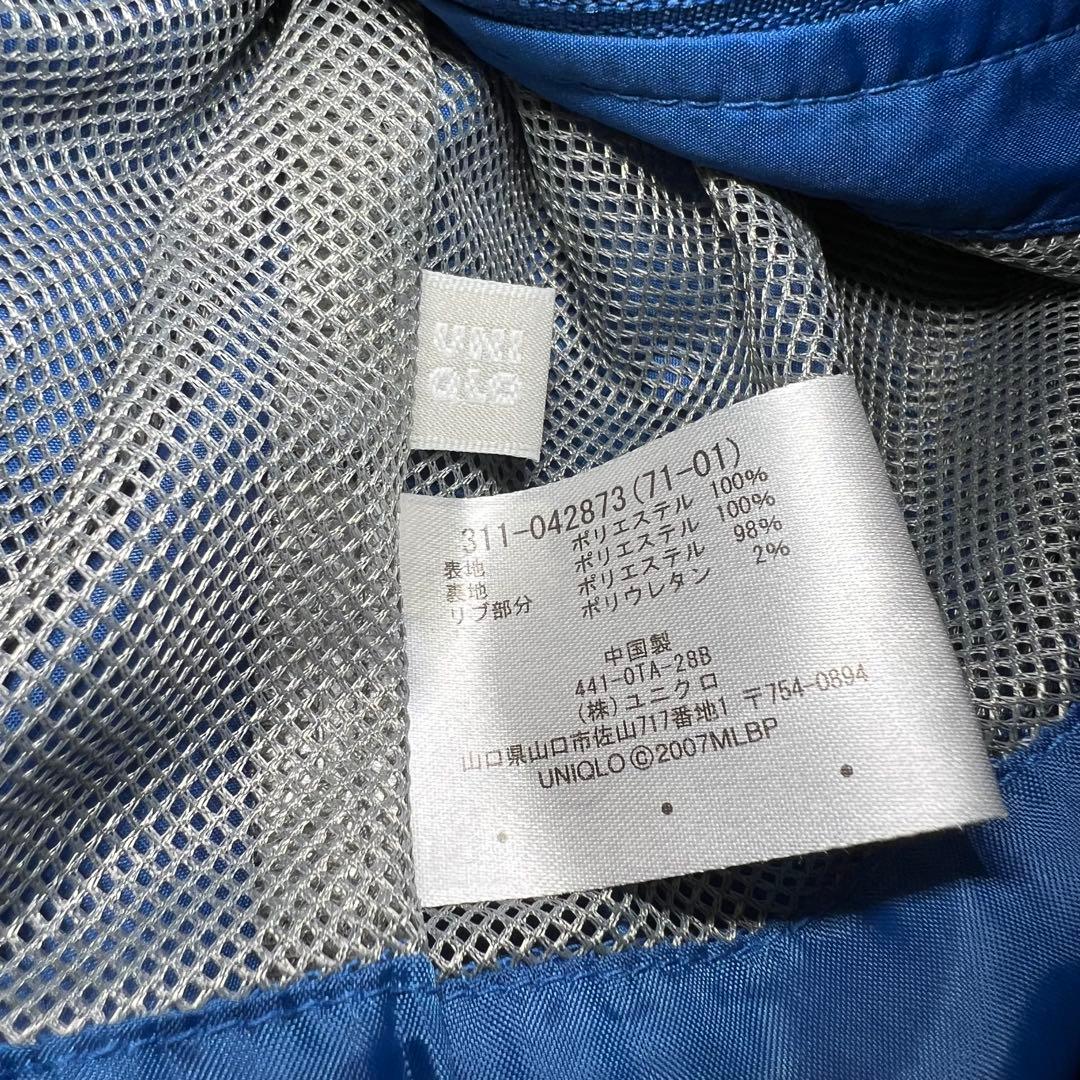 UNI
QLO
311-042873(71-01)
表地 ポリエステル 100%
裏地 ポリエステル 100%
リブ部分 ポリエステル 98%
ポリウレタン 2%
中国製
441-0TA-28B
(株)ユニクロ
山口県山口市佐山717番地1 〒754-0894
UNIQLO ©2007MLBP